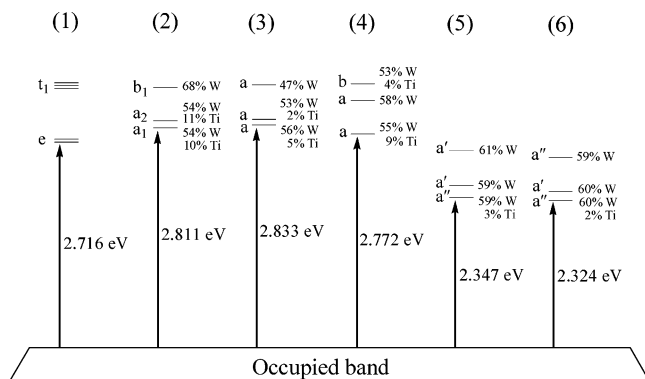 (1) (2) (3) (4) (5) (6)
t1 b1 68% W a 47% W b 53% W 4% Ti
a 58% W
a2 54% W 11% Ti a 53% W 2% Ti
a1 54% W 10% Ti a 56% W 5% Ti a 55% W 9% Ti
e
a′ 61% W a″ 59% W
a′ 59% W a′ 60% W
a″ 59% W 3% Ti a″ 60% W 2% Ti
2.716 eV 2.811 eV 2.833 eV 2.772 eV 2.347 eV 2.324 eV
Occupied band